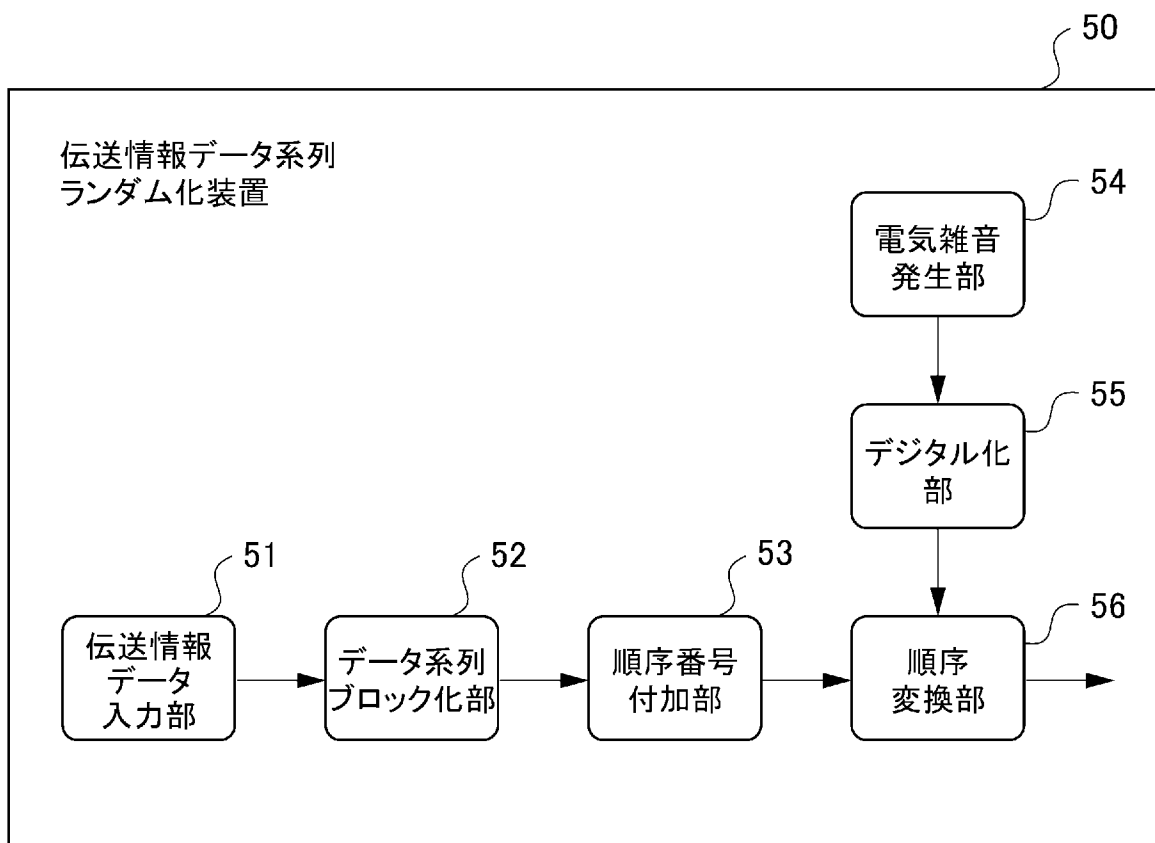 50
伝送情報データ系列
ランダム化装置
54
電気雑音
発生部
55
デジタル化
部
51
52
53
56
伝送情報
データ
入力部
データ系列
ブロック化部
順序番号
付加部
順序
変換部